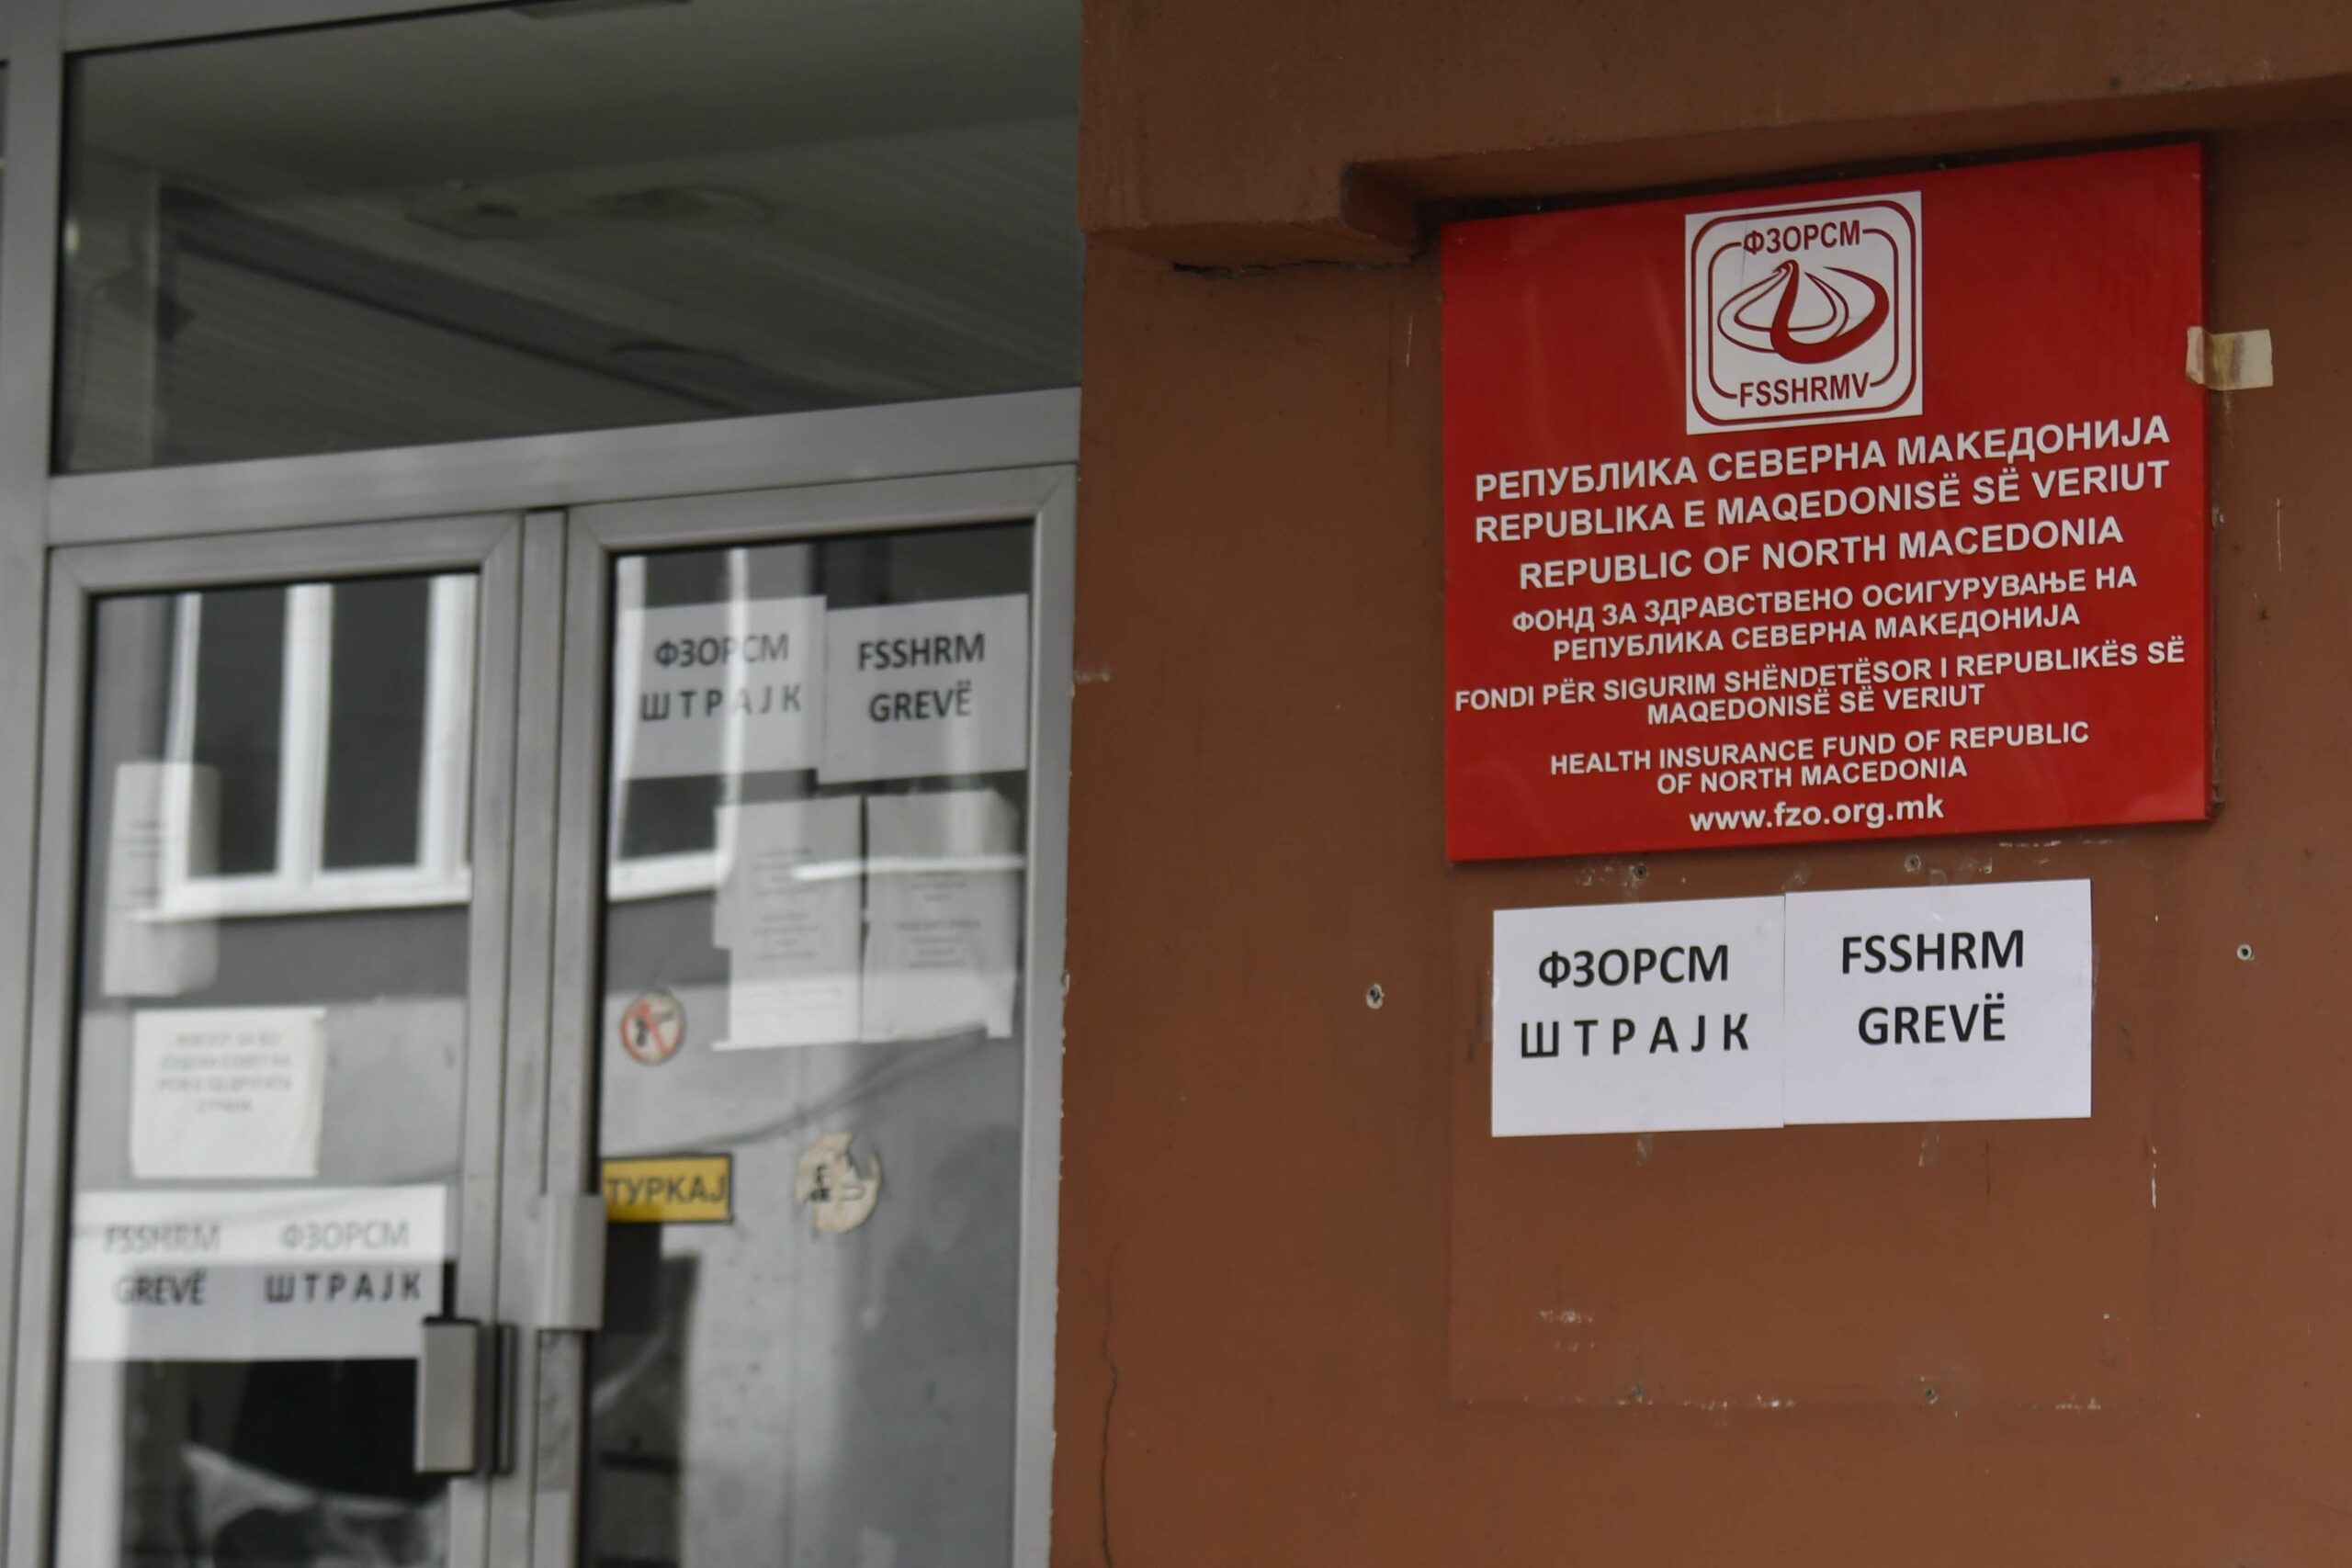 ФЗОРСМ
FSSHRMV
РЕПУБЛИКА СЕВЕРНА МАКЕДОНИЈА
REPUBLIKA E MAQEDONISË SË VERIUT
REPUBLIC OF NORTH MACEDONIA
ФОНД ЗА ЗДРАВСТВЕНО ОСИГУРУВАЊЕ НА
РЕПУБЛИКА СЕВЕРНА МАКЕДОНИЈА
FONDI PËR SIGURIM SHËNDETËSOR I REPUBLIKËS SË
MAQEDONISË SË VERIUT
HEALTH INSURANCE FUND OF REPUBLIC
OF NORTH MACEDONIA
www.fzo.org.mk
ФЗОРСМ
ШТРАЈК
FSSHRM
GREVË
ФЗОРСМ
ШТРАЈК
FSSHRM
GREVË
ТУРКАЈ
FSSHRM
GREVË
ФЗОРСМ
ШТРАЈК